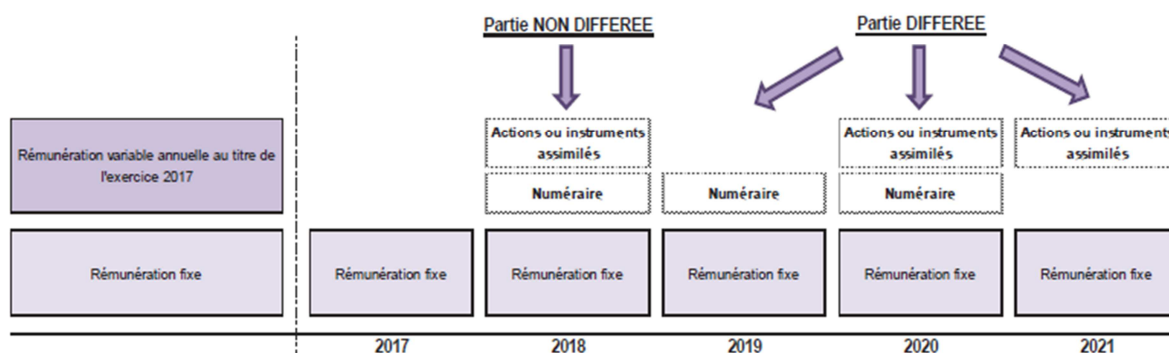 Partie NON DIFFEREE
Partie DIFFEREE
Rémunération variable annuelle au titre de
l'exercice 2017
Actions ou instruments
assimilés
Actions ou instruments
assimilés
Actions ou instruments
assimilés
Numéraire
Numéraire
Numéraire
Rémunération fixe
Rémunération fixe
Rémunération fixe
Rémunération fixe
Rémunération fixe
Rémunération fixe
2017
2018
2019
2020
2021